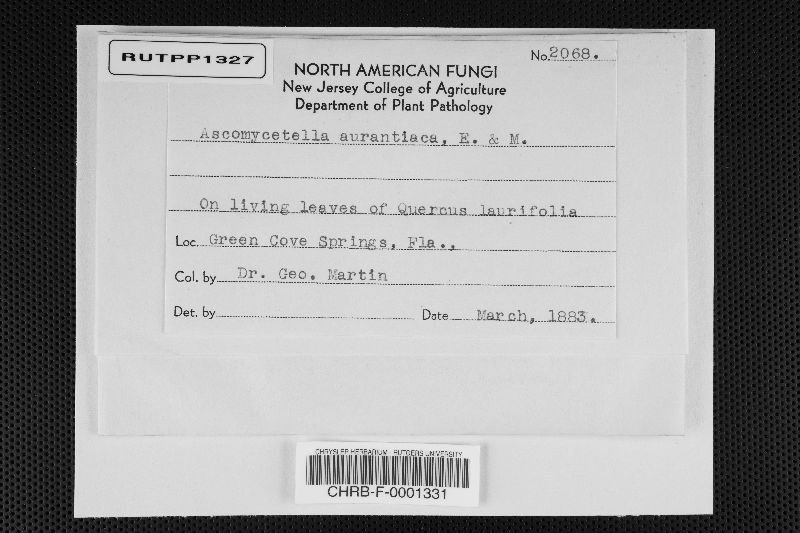 RUTPP1327
No. 2068.
NORTH AMERICAN FUNGI
New Jersey College of Agriculture
Department of Plant Pathology
Ascomycetella aurantiaca, E. & M.
On living leaves of Quercus laurifolia
Loc. Green Cove Springs, Fla.,
Col. by Dr. Geo. Martin
Det. by
Date March, 1883.
CHRYSLER HERBARIUM - RUTGERS UNIVERSITY
CHRB-F-0001331